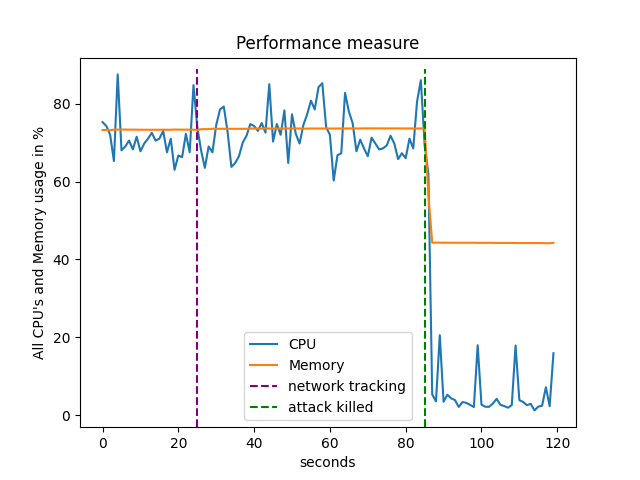 Performance measure
All CPU's and Memory usage in %
80
60
40
20
0
CPU
Memory
network tracking
attack killed
0 20 40 60 80 100 120
seconds